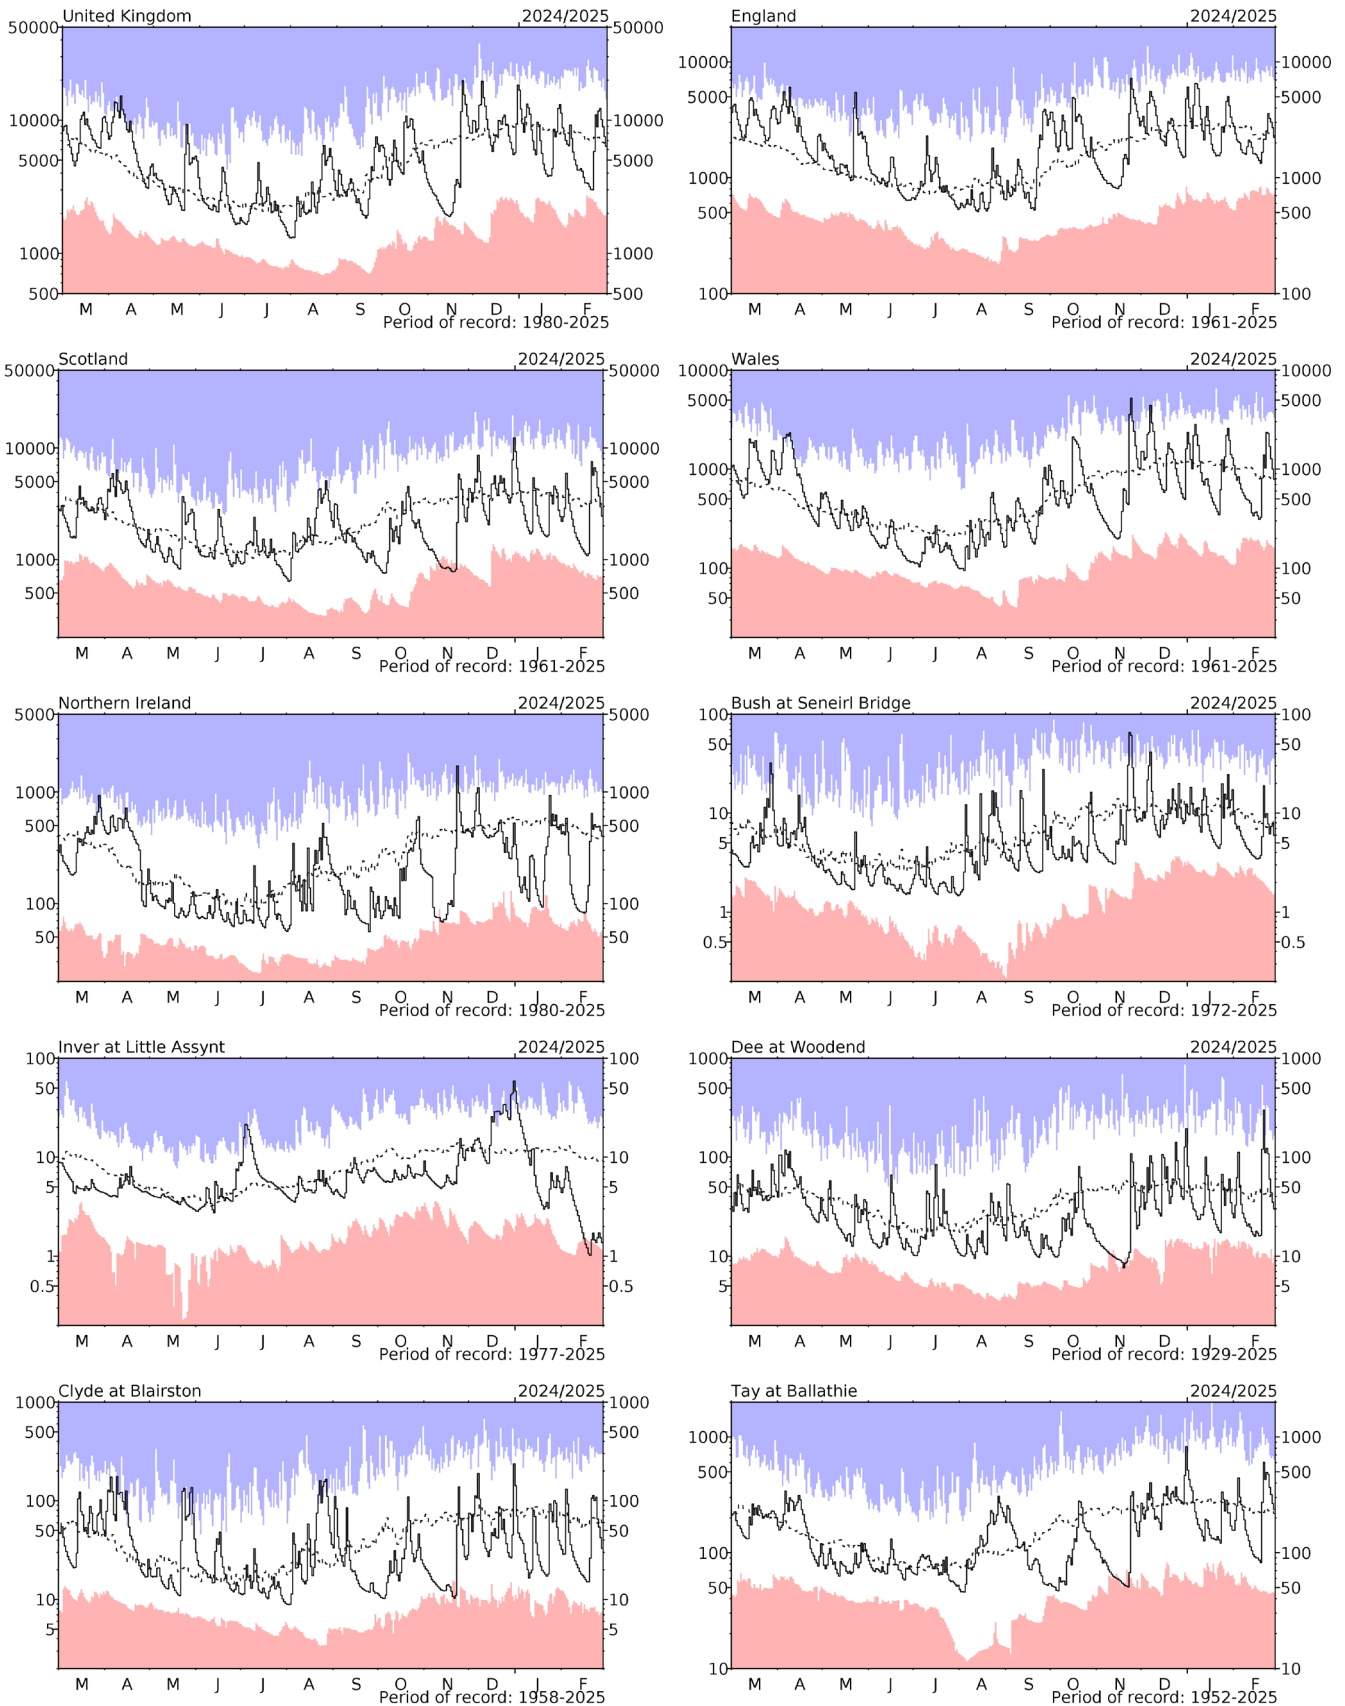 United Kingdom 2024/2025
50000 50000
10000 10000
5000 5000
1000 1000
500 500
M A M J J A S O N D J F
Period of record: 1980-2025
England 2024/2025
10000 10000
5000 5000
1000 1000
500 500
100 100
M A M J J A S O N D J F
Period of record: 1961-2025
Scotland 2024/2025
50000 50000
10000 10000
5000 5000
1000 1000
500 500
M A M J J A S O N D J F
Period of record: 1961-2025
Wales 2024/2025
10000 10000
5000 5000
1000 1000
500 500
100 100
50 50
M A M J J A S O N D J F
Period of record: 1961-2025
Northern Ireland 2024/2025
5000 5000
1000 1000
500 500
100 100
50 50
M A M J J A S O N D J F
Period of record: 1980-2025
Bush at Seneirl Bridge 2024/2025
100 100
50 50
10 10
5 5
1 1
0.5 0.5
M A M J J A S O N D J F
Period of record: 1972-2025
Inver at Little Assynt 2024/2025
100 100
50 50
10 10
5 5
1 1
0.5 0.5
M A M J J A S O N D J F
Period of record: 1977-2025
Dee at Woodend 2024/2025
1000 1000
500 500
100 100
50 50
10 10
5 5
M A M J J A S O N D J F
Period of record: 1929-2025
Clyde at Blairston 2024/2025
1000 1000
500 500
100 100
50 50
10 10
5 5
M A M J J A S O N D J F
Period of record: 1958-2025
Tay at Ballathie 2024/2025
1000 1000
500 500
100 100
50 50
10 10
M A M J J A S O N D J F
Period of record: 1952-2025